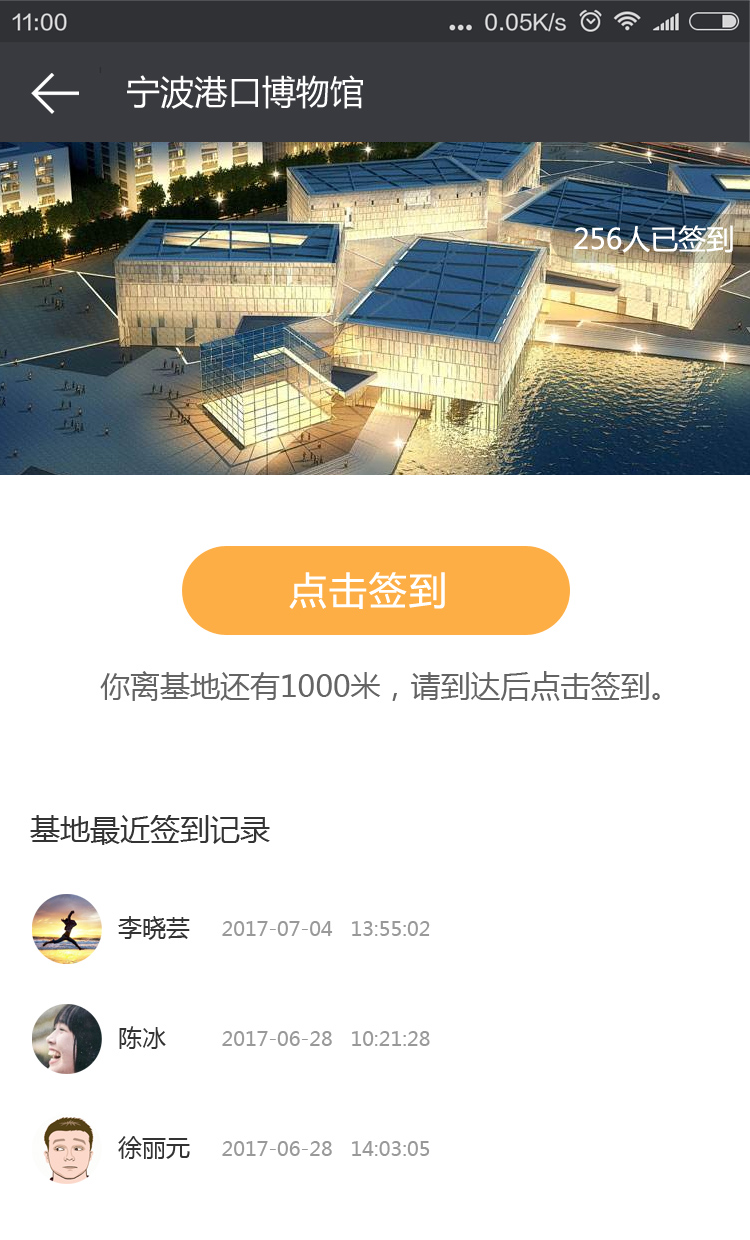 11:00 ... 0.05K/s
宁波港口博物馆
256人已签到
点击签到
你离基地还有1000米，请到达后点击签到。
基地最近签到记录
李晓芸 2017-07-04 13:55:02
陈冰 2017-06-28 10:21:28
徐丽元 2017-06-28 14:03:05